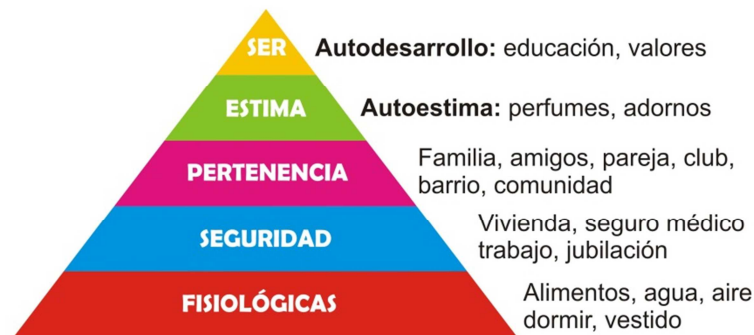 SER
Autodesarrollo: educación, valores
ESTIMA
Autoestima: perfumes, adornos
PERTENENCIA
Familia, amigos, pareja, club,
barrio, comunidad
SEGURIDAD
Vivienda, seguro médico
trabajo, jubilación
FISIOLÓGICAS
Alimentos, agua, aire
dormir, vestido